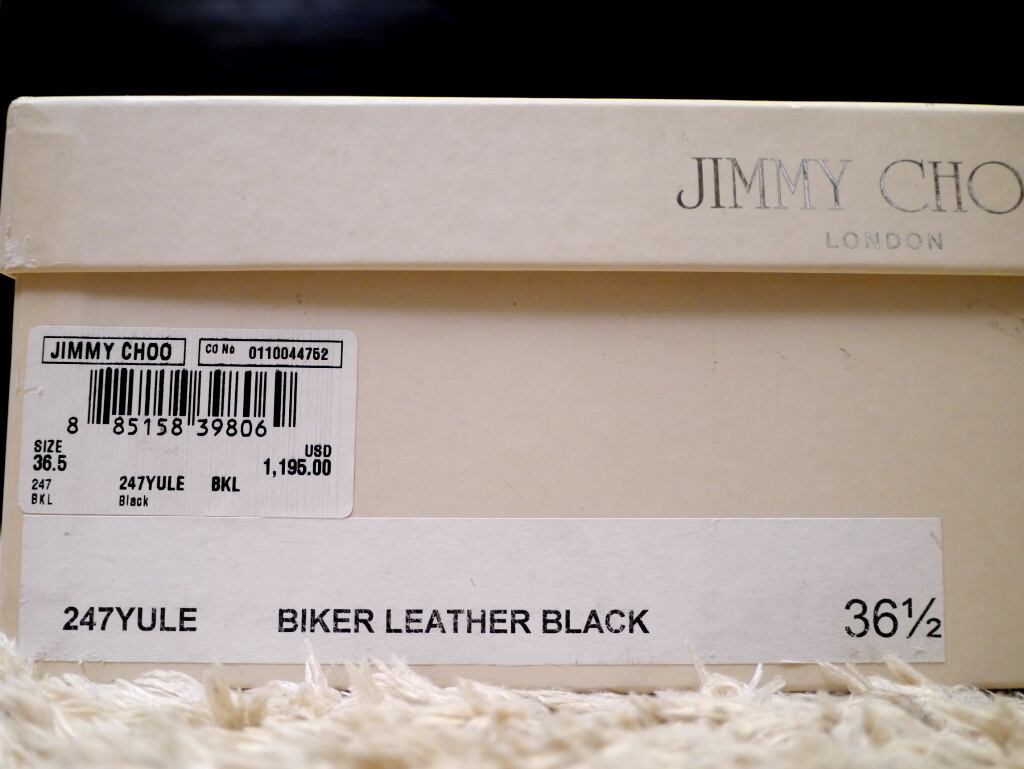 JIMMY CHOO
LONDON
JIMMY CHOO
CO No 0110044752
8 85158 39806
SIZE
36.5
USD
1,195.00
247 247YULE BKL
BKL Black
247YULE BIKER LEATHER BLACK 36½